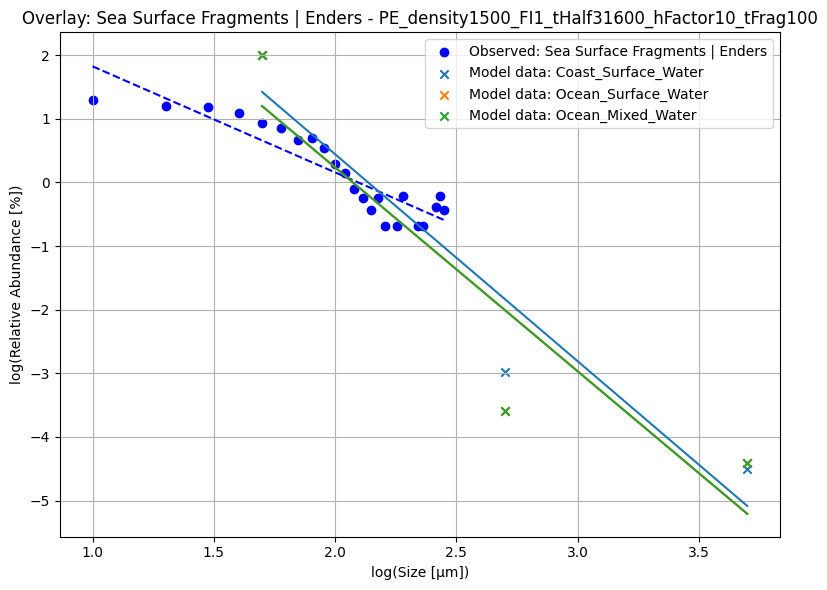 Overlay: Sea Surface Fragments | Enders - PE_density1500_FI1_tHalf31600_hFactor10_tFrag100
Observed: Sea Surface Fragments | Enders
Model data: Coast_Surface_Water
Model data: Ocean_Surface_Water
Model data: Ocean_Mixed_Water
log(Relative Abundance [%])
2
1
0
−1
−2
−3
−4
−5
1.0
1.5
2.0
2.5
3.0
3.5
log(Size [µm])